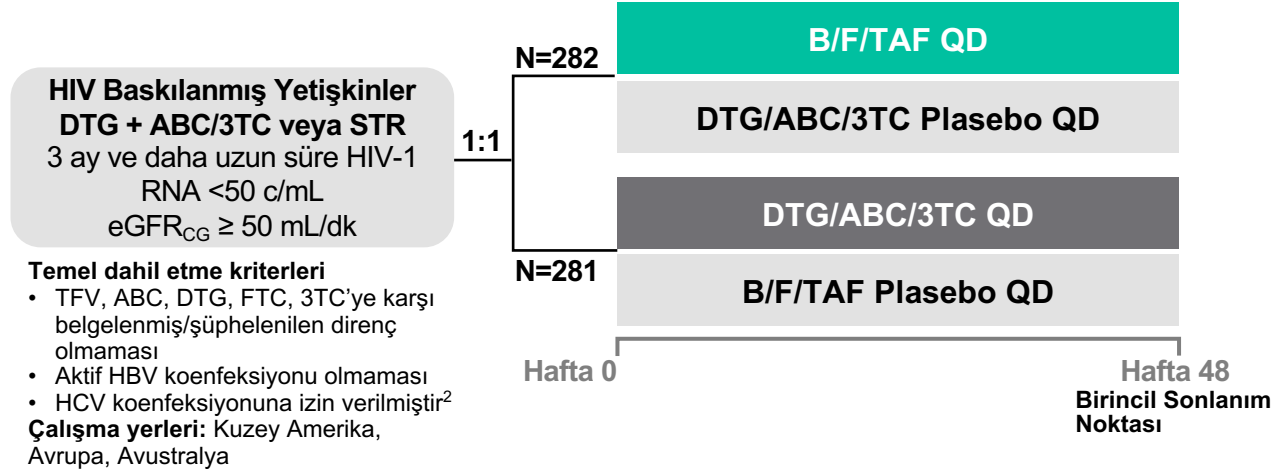 HIV Baskılanmış Yetişkinler
DTG + ABC/3TC veya STR
3 ay ve daha uzun süre HIV-1
RNA <50 c/mL
eGFRCG ≥ 50 mL/dk
Temel dahil etme kriterleri
• TFV, ABC, DTG, FTC, 3TC’ye karşı
belgelenmiş/şüphelenilen direnç
olmaması
• Aktif HBV koenfeksiyonu olmaması
• HCV koenfeksiyonuna izin verilmiştir2
Çalışma yerleri: Kuzey Amerika,
Avrupa, Avustralya
1:1
N=282
N=281
B/F/TAF QD
DTG/ABC/3TC Plasebo QD
DTG/ABC/3TC QD
B/F/TAF Plasebo QD
Hafta 0
Hafta 48
Birincil Sonlanım
Noktası